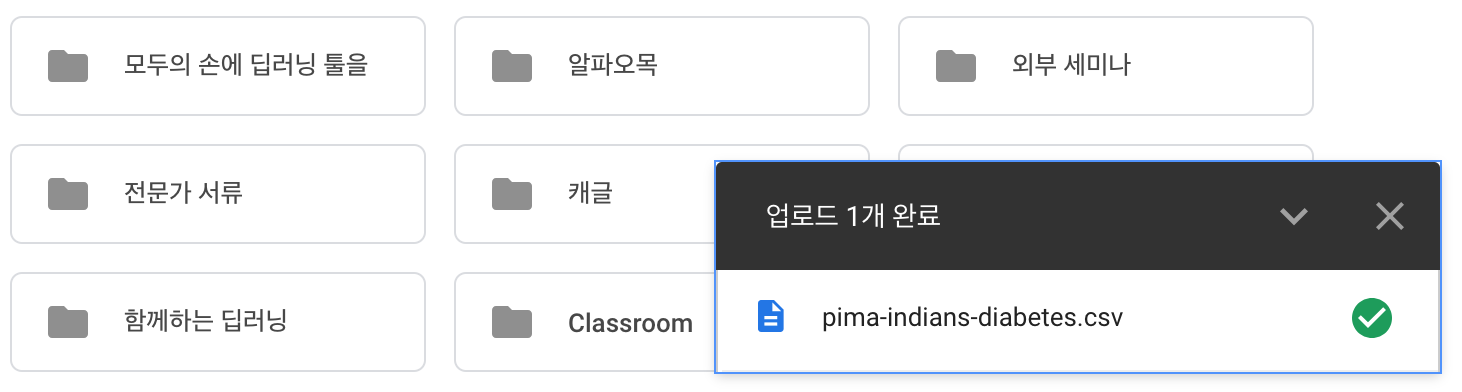 모두의 손에 딥러닝 툴을
알파오목
외부 세미나
전문가 서류
캐글
업로드 1개 완료
함께하는 딥러닝
Classroom
pima-indians-diabetes.csv